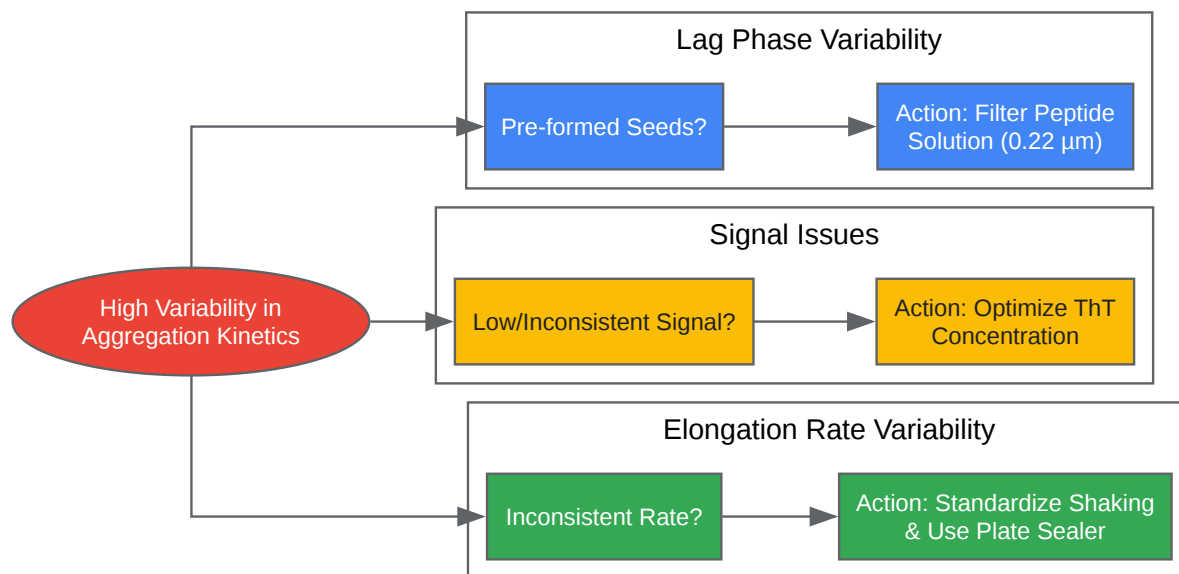 Lag Phase Variability
Pre-formed Seeds?
Action: Filter Peptide
Solution (0.22 µm)
High Variability in
Aggregation Kinetics
Signal Issues
Low/Inconsistent Signal?
Action: Optimize ThT
Concentration
Elongation Rate Variability
Inconsistent Rate?
Action: Standardize Shaking
& Use Plate Sealer